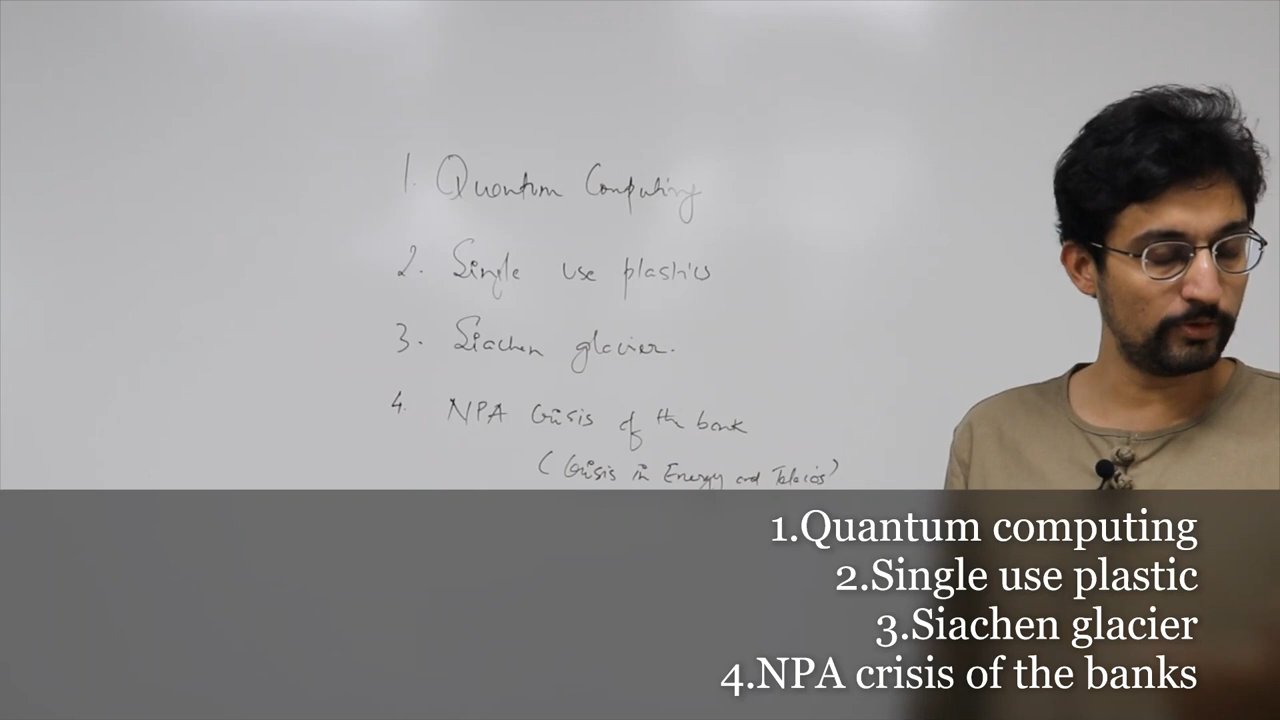 1. Quantum Computing
2. Single use plastics
3. Siachen glacier.
4. NPA Crisis of the bank
(Crisis in Energy and Telecos)
1.Quantum computing
2.Single use plastic
3.Siachen glacier
4.NPA crisis of the banks